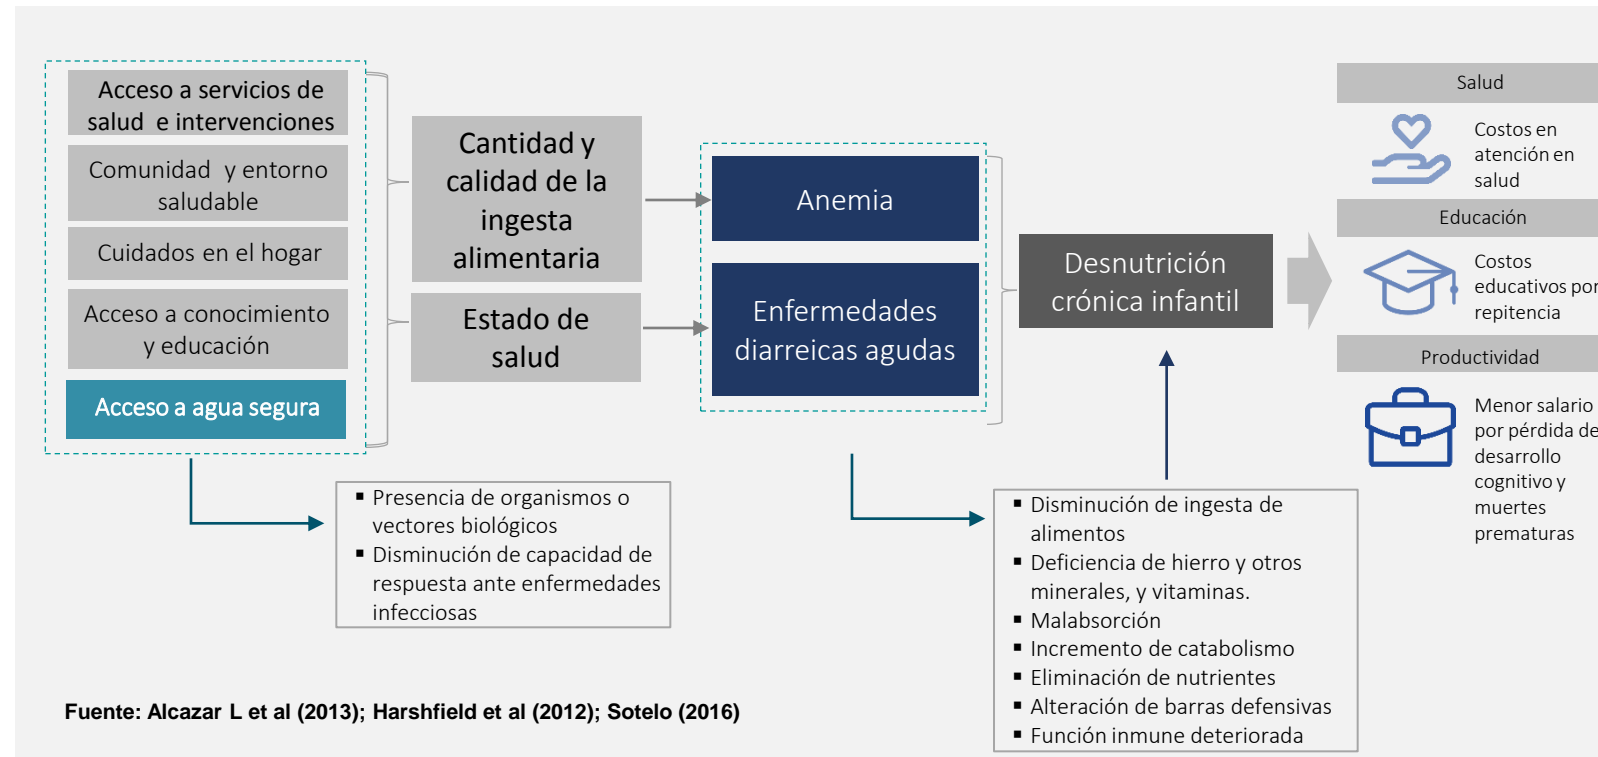 Acceso a servicios de
salud e intervenciones
Comunidad y entorno
saludable
Cuidados en el hogar
Acceso a conocimiento
y educación
Acceso a agua segura
▪ Presencia de organismos o
vectores biológicos
▪ Disminución de capacidad de
respuesta ante enfermedades
infecciosas
Cantidad y
calidad de la
ingesta
alimentaria
Estado de
salud
Anemia
Enfermedades
diarreicas agudas
Desnutrición
crónica infantil
▪ Disminución de ingesta de
alimentos
▪ Deficiencia de hierro y otros
minerales, y vitaminas.
▪ Malabsorción
▪ Incremento de catabolismo
▪ Eliminación de nutrientes
▪ Alteración de barras defensivas
▪ Función inmune deteriorada
Salud
Costos en
atención en
salud
Educación
Costos
educativos por
repitencia
Productividad
Menor salario
por pérdida de
desarrollo
cognitivo y
muertes
prematuras
Fuente: Alcazar L et al (2013); Harshfield et al (2012); Sotelo (2016)